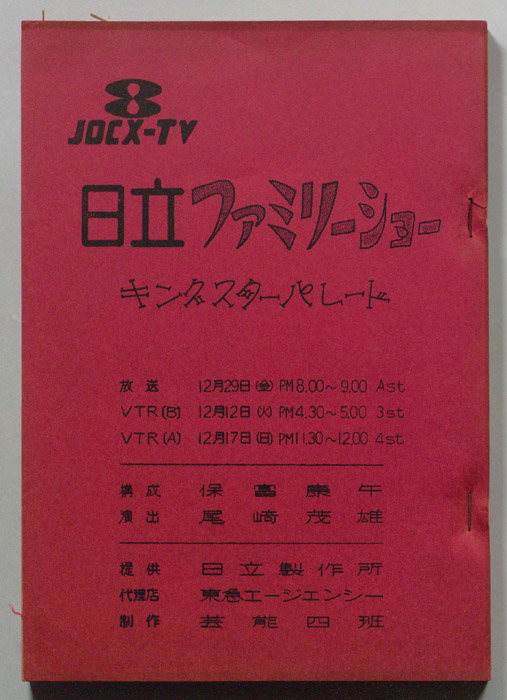 8
JOCX-TV
日立ファミリーショー
キングスターパレード
放送 12月29日(金) PM8.00～9.00 Ast
VTR(B) 12月12日(火) PM4.30～5.00 3st
VTR(A) 12月17日(日) PM11.30～12.00 4st
構成 保富康午
演出 尾崎茂雄
提供 日立製作所
代理店 東急エージェンシー
制作 芸能四班